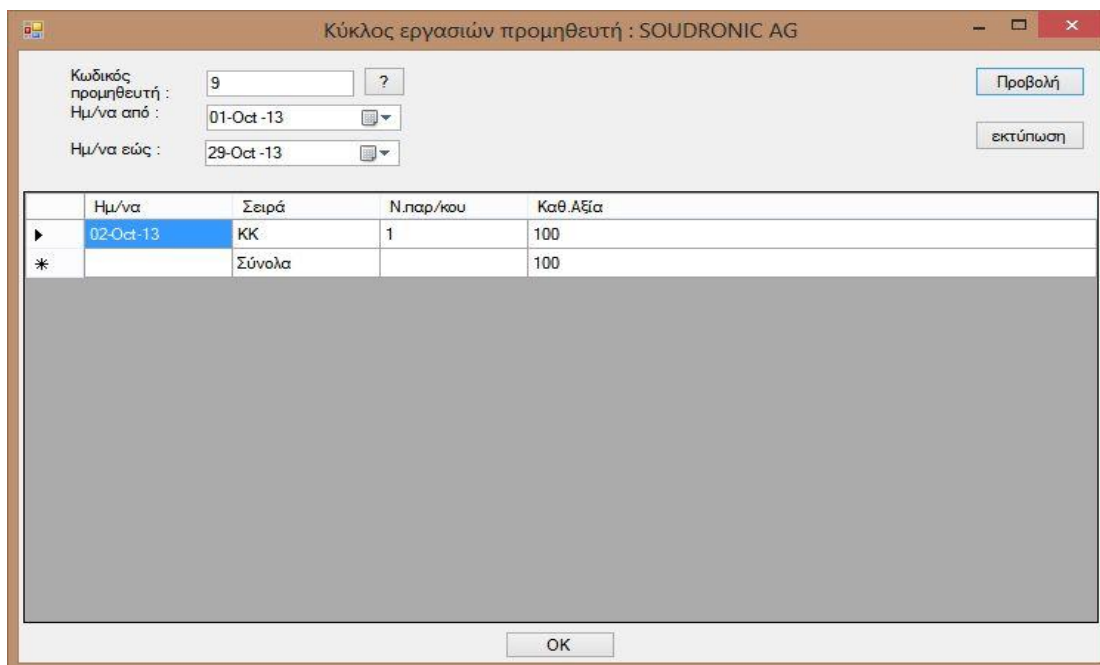 Κύκλος εργασιών προμηθευτή : SOUDRONIC AG
Κωδικός
προμηθευτή :
9
?
Προβολή
Ημ/να από :
01-Oct -13
εκτύπωση
Ημ/να εώς :
29-Oct -13
Ημ/να Σειρά Ν.παρ/κου Καθ.Αξία
02-Oct-13 ΚΚ 1 100
Σύνολα 100
OK